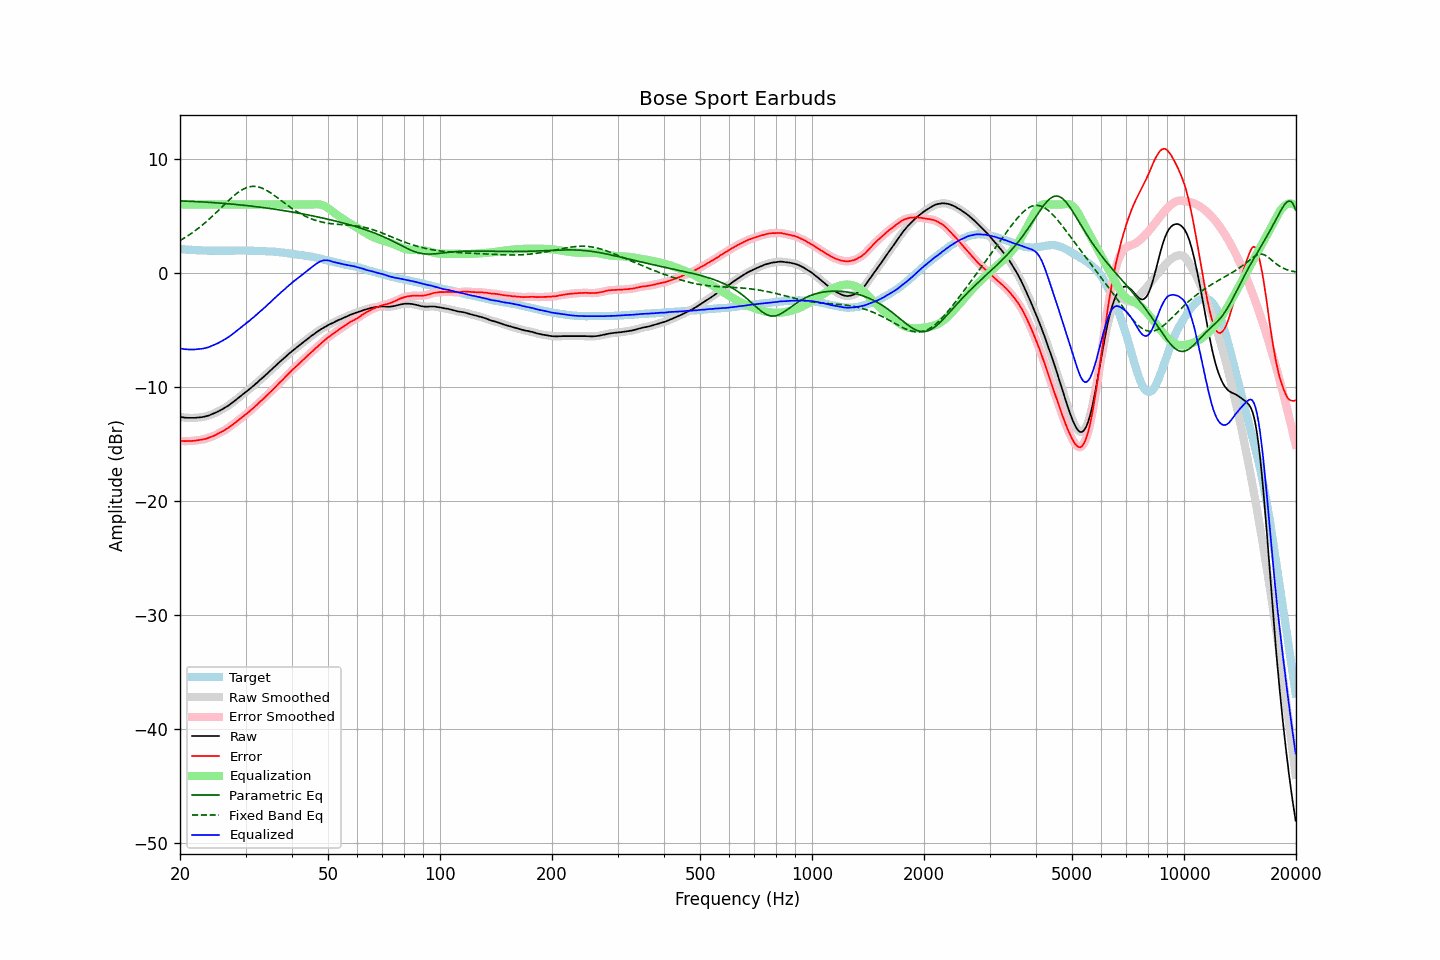 Bose Sport Earbuds
Amplitude (dBr)
10
0
−10
−20
−30
−40
−50
Target
Raw Smoothed
Error Smoothed
Raw
Error
Equalization
Parametric Eq
Fixed Band Eq
Equalized
20 50 100 200 500 1000 2000 5000 10000 20000
Frequency (Hz)